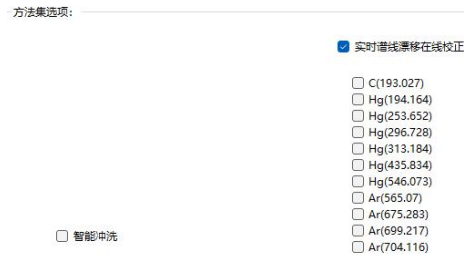 方法集选项：
实时谱线漂移在线校正
C(193.027)
Hg(194.164)
Hg(253.652)
Hg(296.728)
Hg(313.184)
Hg(435.834)
Hg(546.073)
Ar(565.07)
Ar(675.283)
Ar(699.217)
智能冲洗
Ar(704.116)